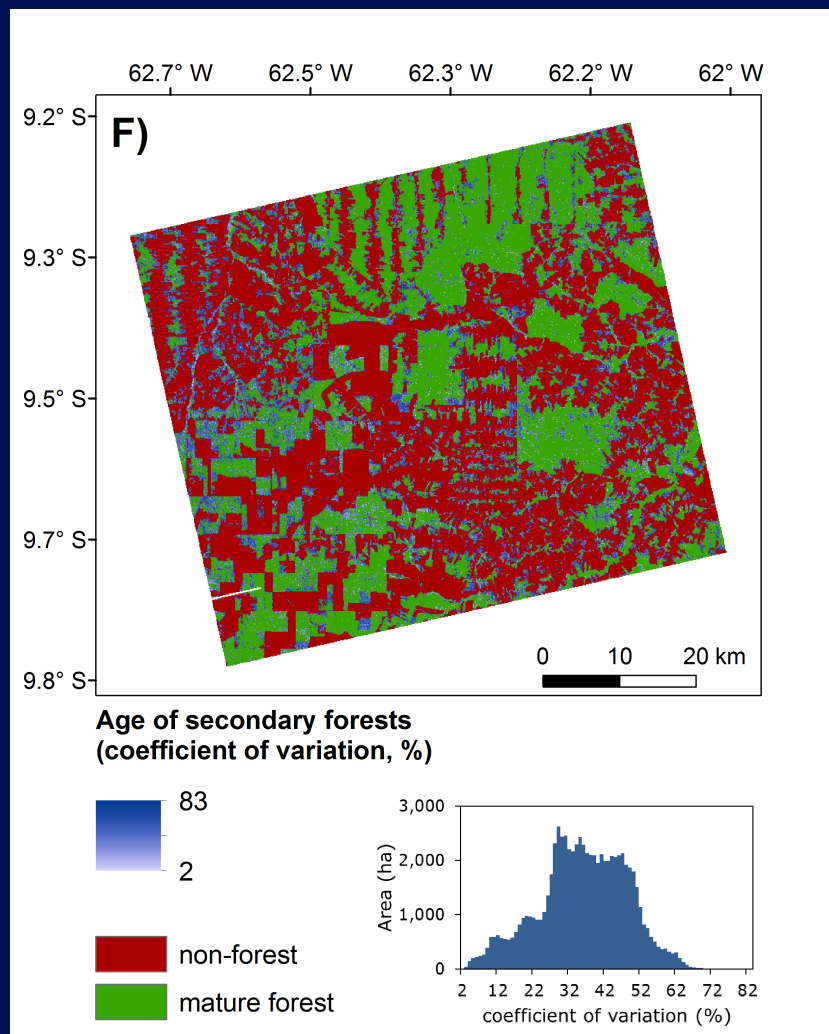 62.7° W 62.5° W 62.3° W 62.2° W 62° W
9.2° S
F)
9.3° S
9.5° S
9.7° S
9.8° S
0 10 20 km
Age of secondary forests
(coefficient of variation, %)
83
2
non-forest
mature forest
3,000
2,000
1,000
0
Area (ha)
2 12 22 32 42 52 62 72 82
coefficient of variation (%)